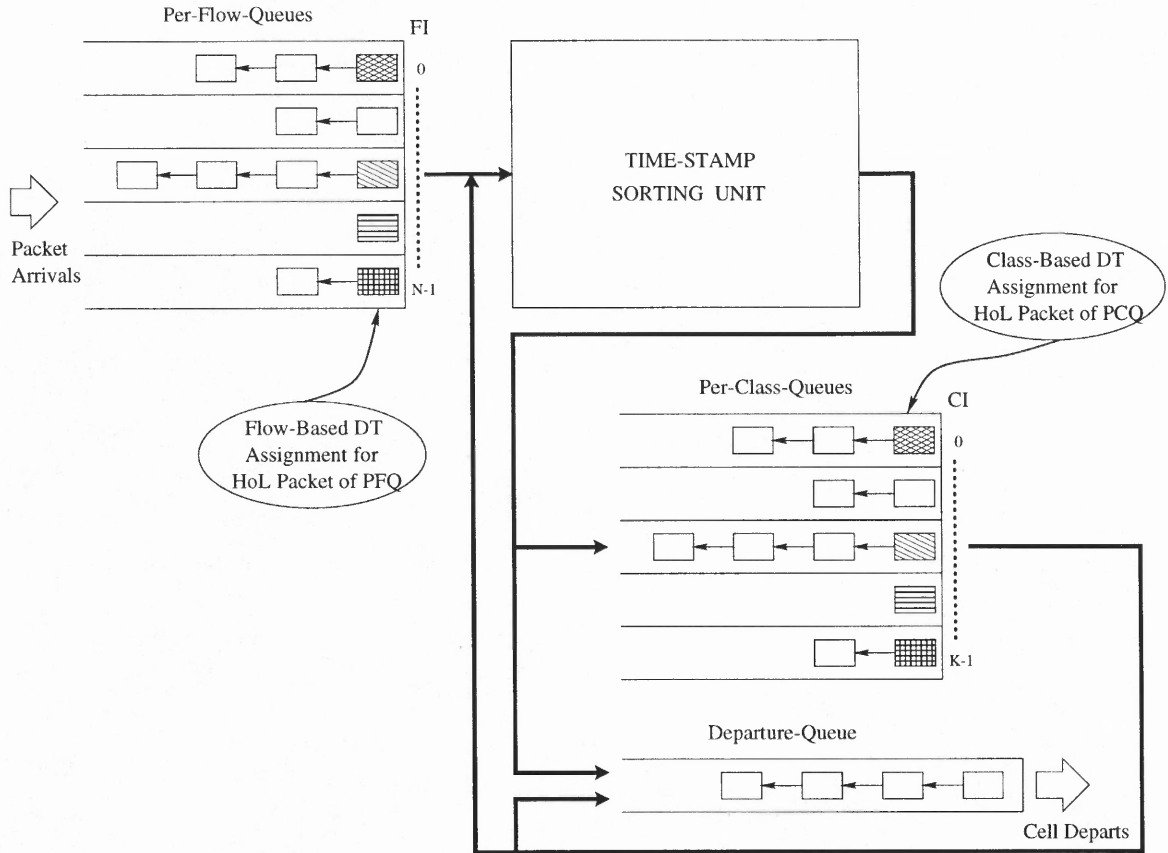 Per-Flow-Queues
FI
0
N-1
Packet
Arrivals
TIME-STAMP
SORTING UNIT
Flow-Based DT
Assignment for
HoL Packet of PFQ
Class-Based DT
Assignment for
HoL Packet of PCQ
Per-Class-Queues
CI
0
K-1
Departure-Queue
Cell Departs